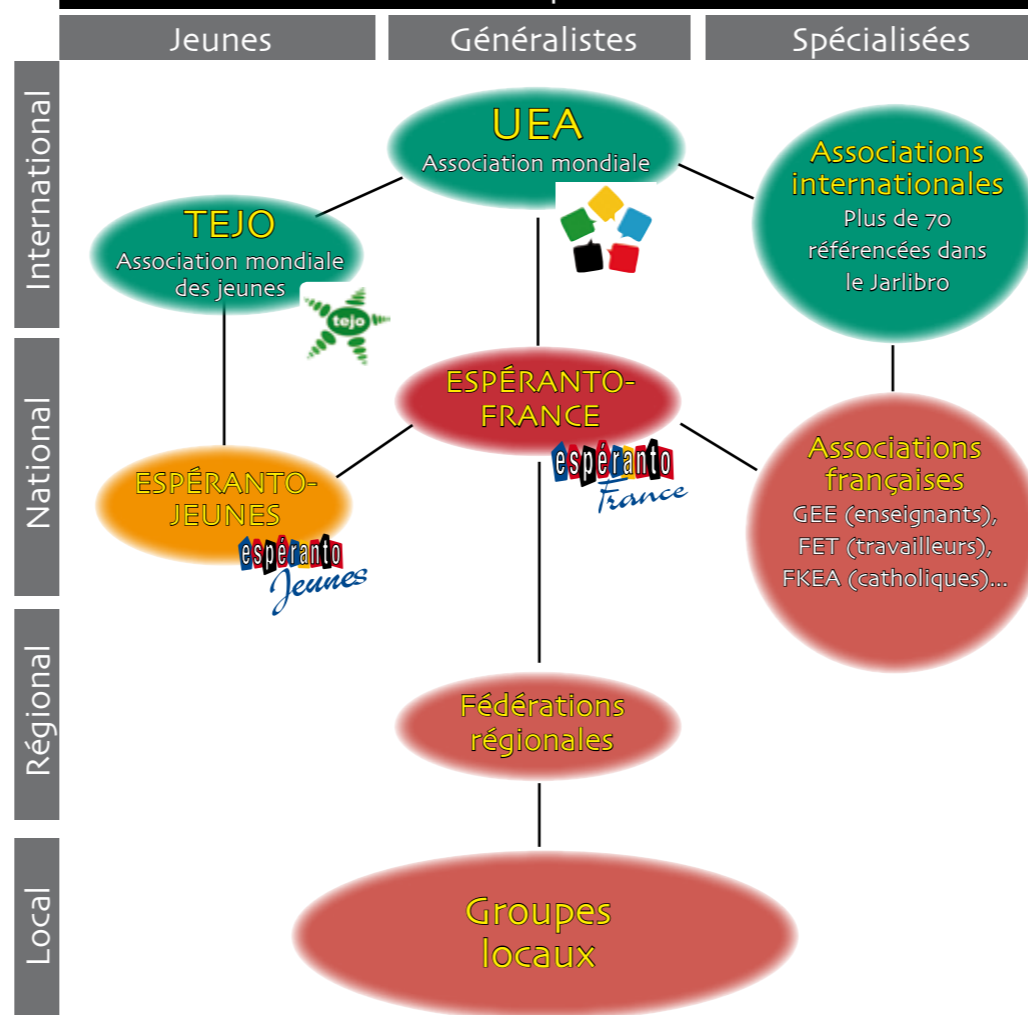 Jeunes
Généralistes
Spécialisées
International
UEA
Association mondiale
TEJO
Association mondiale
des jeunes
tejo
Associations
internationales
Plus de 70
référencées dans
le Jarlibro
National
ESPÉRANTO-
FRANCE
espéranto
France
ESPÉRANTO-
JEUNES
espéranto
Jeunes
Associations
françaises
GEE (enseignants),
FET (travailleurs),
FKEA (catholiques)...
Régional
Fédérations
régionales
Local
Groupes
locaux